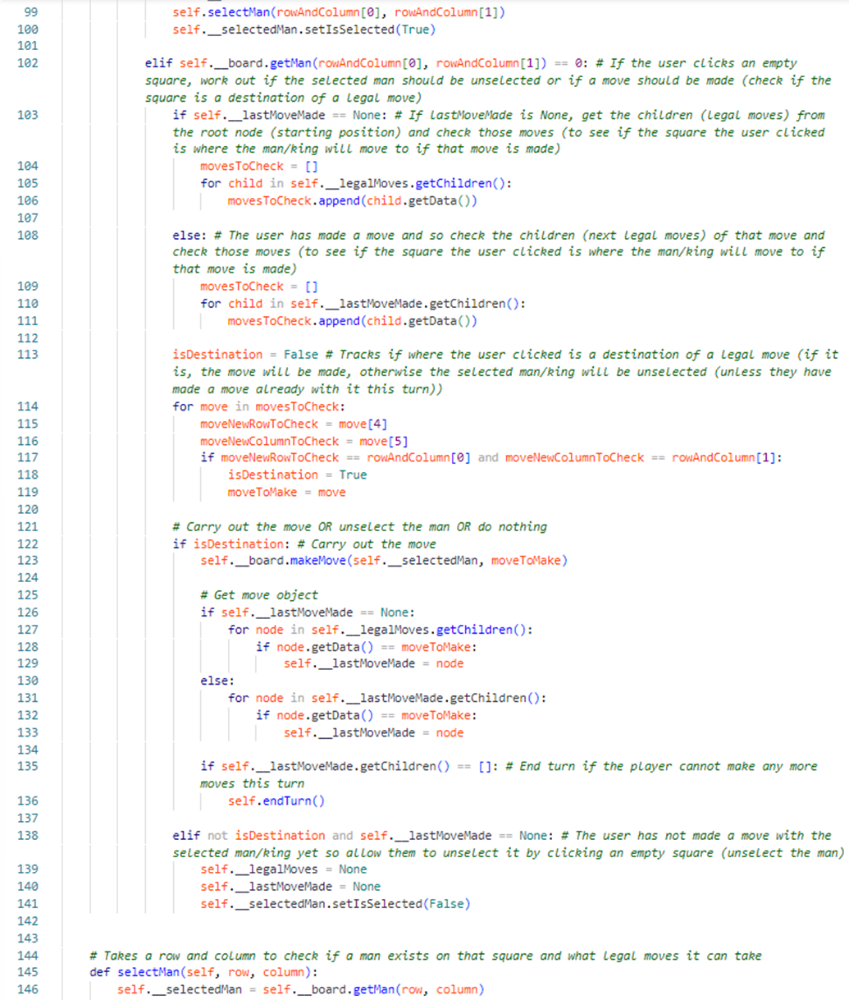 99 self.selectMan(rowAndColumn[0], rowAndColumn[1])
100 self.__selectedMan.setIsSelected(True)
101
102 elif self.__board.getMan(rowAndColumn[0], rowAndColumn[1]) == 0: # If the user clicks an empty
square, work out if the selected man should be unselected or if a move should be made (check if the
square is a destination of a legal move)
103 if self.__lastMoveMade == None: # If lastMoveMade is None, get the children (legal moves) from
the root node (starting position) and check those moves (to see if the square the user clicked
is where the man/king will move to if that move is made)
104 movesToCheck = []
105 for child in self.__legalMoves.getChildren():
106 movesToCheck.append(child.getData())
107
108 else: # The user has made a move and so check the children (next legal moves) of that move and
check those moves (to see if the square the user clicked is where the man/king will move to if
that move is made)
109 movesToCheck = []
110 for child in self.__lastMoveMade.getChildren():
111 movesToCheck.append(child.getData())
112
113 isDestination = False # Tracks if where the user clicked is a destination of a legal move (if it
is, the move will be made, otherwise the selected man/king will be unselected (unless they have
made a move already with it this turn))
114 for move in movesToCheck:
115 moveNewRowToCheck = move[4]
116 moveNewColumnToCheck = move[5]
117 if moveNewRowToCheck == rowAndColumn[0] and moveNewColumnToCheck == rowAndColumn[1]:
118 isDestination = True
119 moveToMake = move
120
121 # Carry out the move OR unselect the man OR do nothing
122 if isDestination: # Carry out the move
123 self.__board.makeMove(self.__selectedMan, moveToMake)
124
125 # Get move object
126 if self.__lastMoveMade == None:
127 for node in self.__legalMoves.getChildren():
128 if node.getData() == moveToMake:
129 self.__lastMoveMade = node
130 else:
131 for node in self.__lastMoveMade.getChildren():
132 if node.getData() == moveToMake:
133 self.__lastMoveMade = node
134
135 if self.__lastMoveMade.getChildren() == []: # End turn if the player cannot make any more
moves this turn
136 self.endTurn()
137
138 elif not isDestination and self.__lastMoveMade == None: # The user has not made a move with the
selected man/king yet so allow them to unselect it by clicking an empty square (unselect the man)
139 self.__legalMoves = None
140 self.__lastMoveMade = None
141 self.__selectedMan.setIsSelected(False)
142
143
144 # Takes a row and column to check if a man exists on that square and what legal moves it can take
145 def selectMan(self, row, column):
146 self.__selectedMan = self.__board.getMan(row, column)